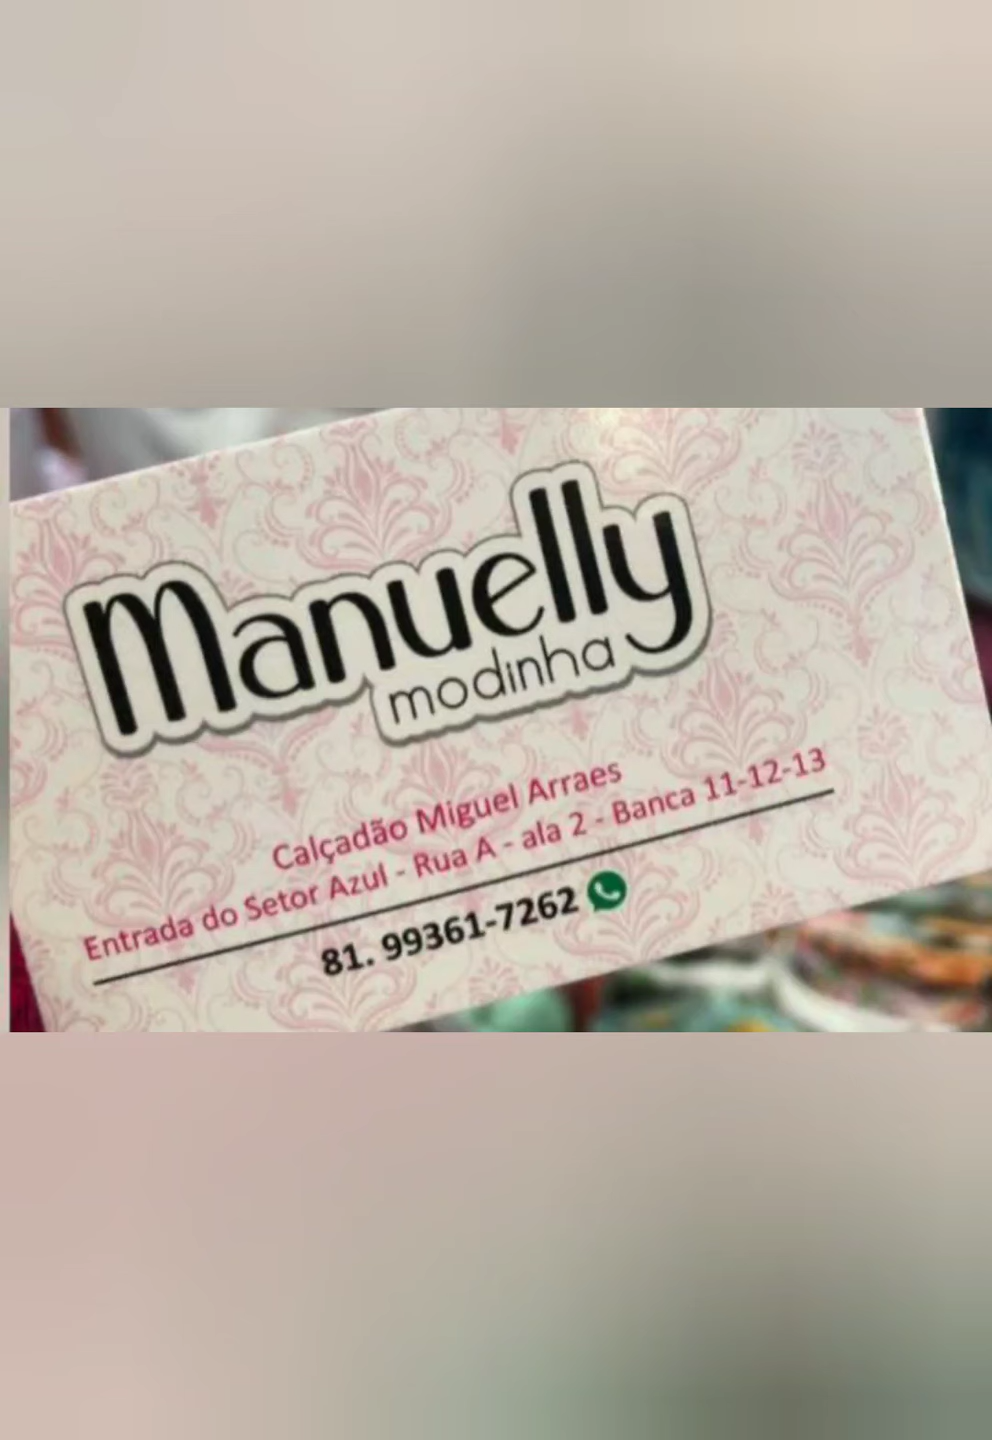 Manuelly
modinha
Calçadão Miguel Arraes
Entrada do Setor Azul - Rua A - ala 2 - Banca 11-12-13
81. 99361-7262